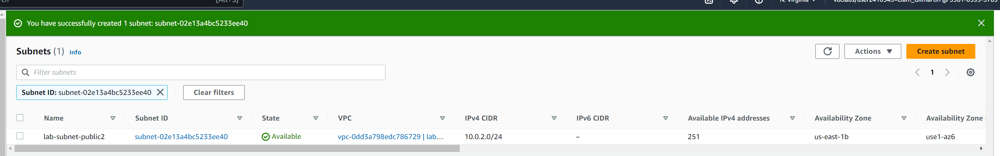 [Alt+S]
N. Virginia
You have successfully created 1 subnet: subnet-02e13a4bc5233ee40
Subnets (1) Info
Actions
Create subnet
Filter subnets
1
Subnet ID: subnet-02e13a4bc5233ee40
Clear filters
Name Subnet ID State VPC IPv4 CIDR IPv6 CIDR Available IPv4 addresses Availability Zone Availability Zone
lab-subnet-public2 subnet-02e13a4bc5233ee40 Available vpc-0dd3a798edc786729 | lab... 10.0.2.0/24 – 251 us-east-1b use1-az6